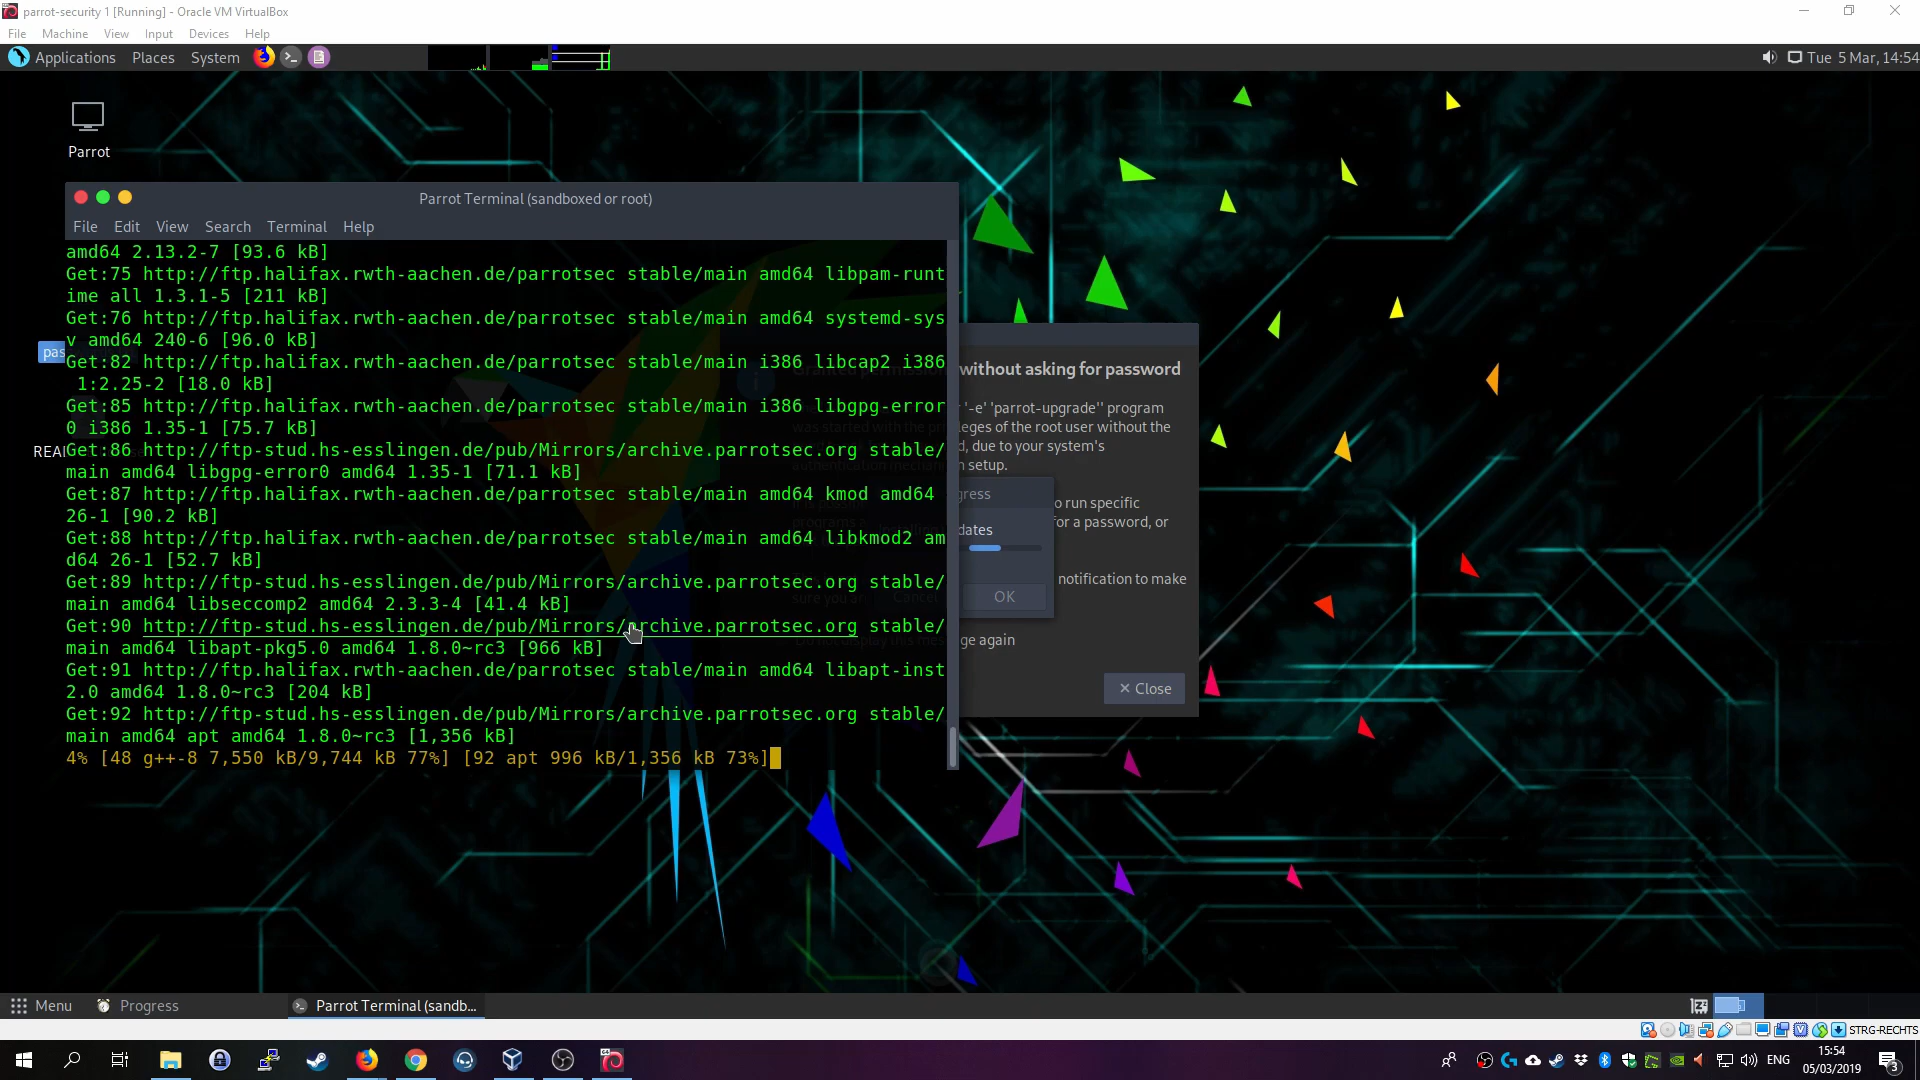 parrot-security 1 [Running] - Oracle VM VirtualBox
File Machine View Input Devices Help
Applications Places System
Tue 5 Mar, 14:54
Parrot
Parrot Terminal (sandboxed or root)
File Edit View Search Terminal Help
amd64 2.13.2-7 [93.6 kB]
Get:75 http://ftp.halifax.rwth-aachen.de/parrotsec stable/main amd64 libpam-runt
ime all 1.3.1-5 [211 kB]
Get:76 http://ftp.halifax.rwth-aachen.de/parrotsec stable/main amd64 systemd-sys
v amd64 240-6 [96.0 kB]
Get:82 http://ftp.halifax.rwth-aachen.de/parrotsec stable/main i386 libcap2 i386
1:2.25-2 [18.0 kB]
Get:85 http://ftp.halifax.rwth-aachen.de/parrotsec stable/main i386 libgpg-error
0 i386 1.35-1 [75.7 kB]
Get:86 http://ftp-stud.hs-esslingen.de/pub/Mirrors/archive.parrotsec.org stable/
main amd64 libgpg-error0 amd64 1.35-1 [71.1 kB]
Get:87 http://ftp.halifax.rwth-aachen.de/parrotsec stable/main amd64 kmod amd64
26-1 [90.2 kB]
Get:88 http://ftp.halifax.rwth-aachen.de/parrotsec stable/main amd64 libkmod2 am
d64 26-1 [52.7 kB]
Get:89 http://ftp-stud.hs-esslingen.de/pub/Mirrors/archive.parrotsec.org stable/
main amd64 libseccomp2 amd64 2.3.3-4 [41.4 kB]
Get:90 http://ftp-stud.hs-esslingen.de/pub/Mirrors/archive.parrotsec.org stable/
main amd64 libapt-pkg5.0 amd64 1.8.0~rc3 [966 kB]
Get:91 http://ftp.halifax.rwth-aachen.de/parrotsec stable/main amd64 libapt-inst
2.0 amd64 1.8.0~rc3 [204 kB]
Get:92 http://ftp-stud.hs-esslingen.de/pub/Mirrors/archive.parrotsec.org stable/
main amd64 apt amd64 1.8.0~rc3 [1,356 kB]
4% [48 g++-8 7,550 kB/9,744 kB 77%] [92 apt 996 kB/1,356 kB 73%]
pas
REA
without asking for password
'-e' 'parrot-upgrade'' program
leges of the root user without the
d, due to your system's
n setup.
gress
o run specific
for a password, or
dates
notification to make
OK
ge again
Close
Menu
Progress
Parrot Terminal (sandb...
STRG-RECHTS
ENG
15:54
05/03/2019
3